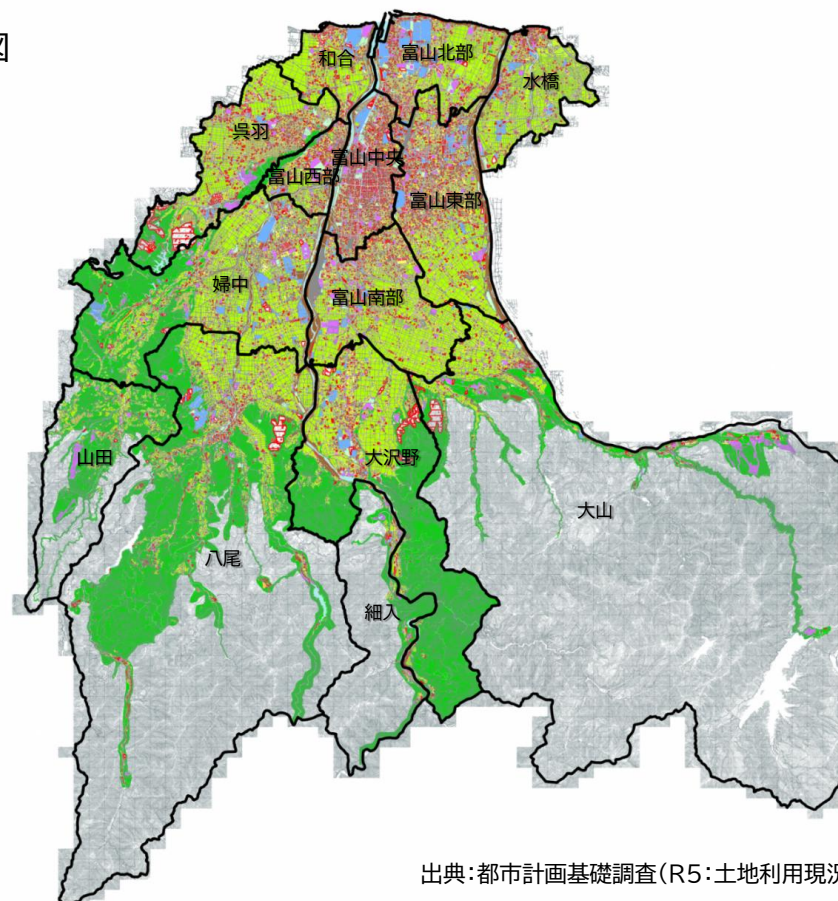 図
和合
富山北部
水橋
呉羽
富山中央
富山西部
富山東部
婦中
富山南部
山田
大沢野
大山
八尾
細入
出典：都市計画基礎調査（R5：土地利用現況